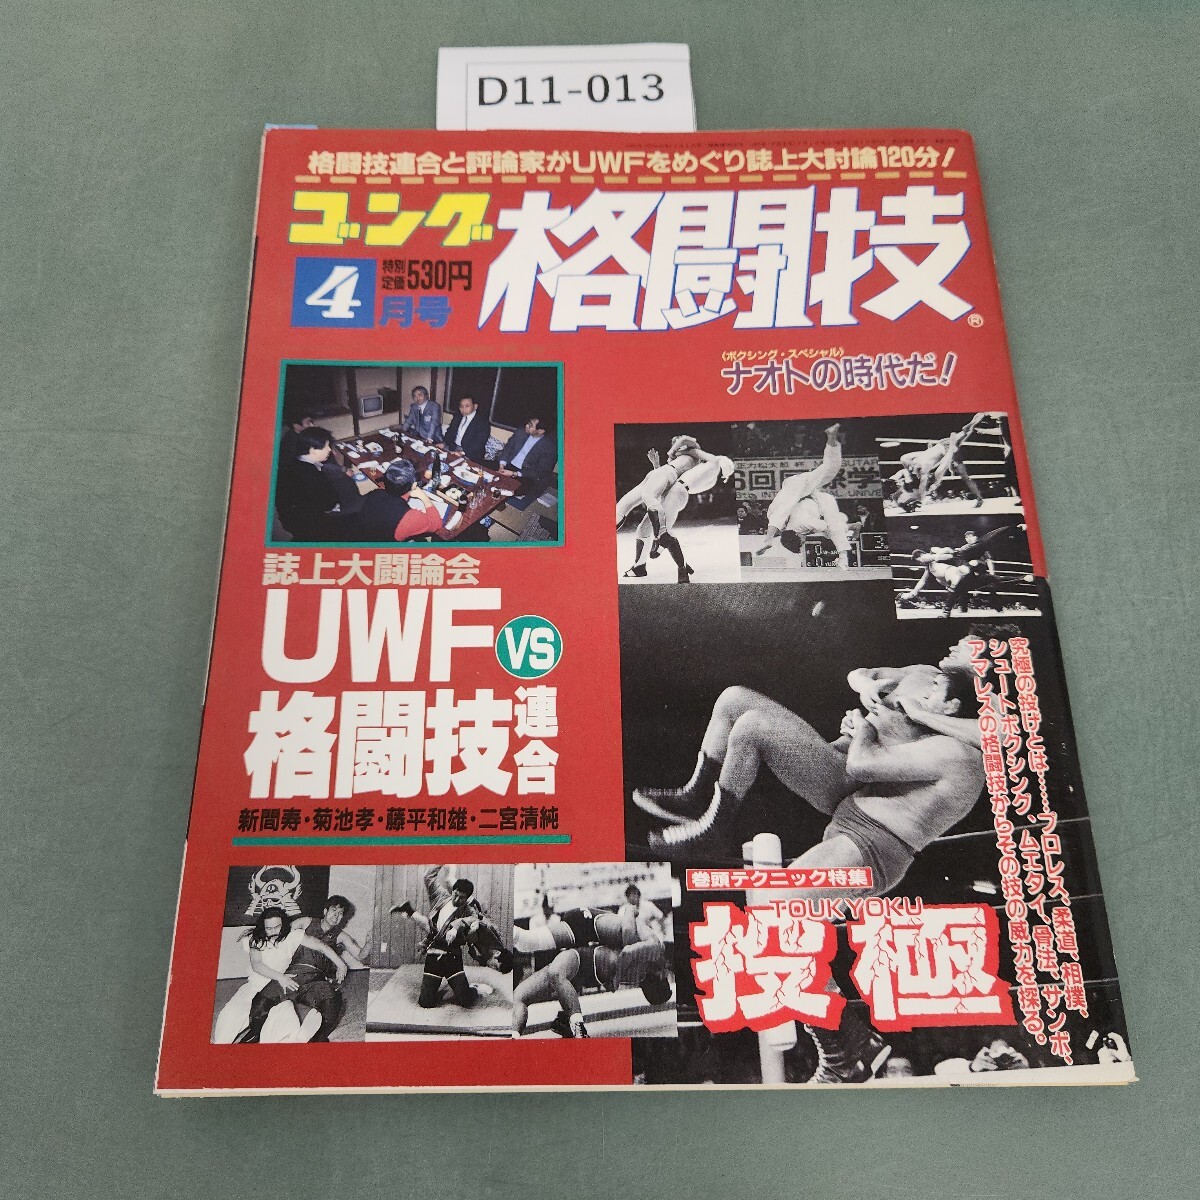 D11-013
格闘技連合と評論家がUWFをめぐり誌上大討論120分!
ゴング
格闘技
®
4
月号
特別
定価
530円
《ボクシング・スペシャル》
ナオトの時代だ!
6回国際学
誌上大闘論会
UWF VS
格闘技連合
新間寿・菊池孝・藤平和雄・二宮清純
究極の投げとは……プロレス、柔道、相撲、
シュートボクシング、ムエタイ、骨法、サンボ、
アマレスの格闘技からその技の威力を探る。
巻頭テクニック特集
TOUKYOKU
投極